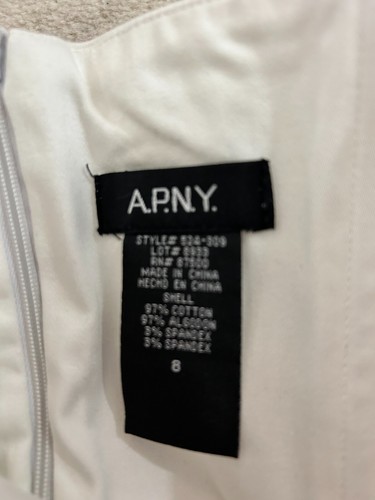 A.P.N.Y.
STYLE# 524-309
LOT# 8933
RN# 87500
MADE IN CHINA
HECHO EN CHINA
SHELL
97% COTTON
97% ALGODON
3% SPANDEX
3% SPANDEX
8